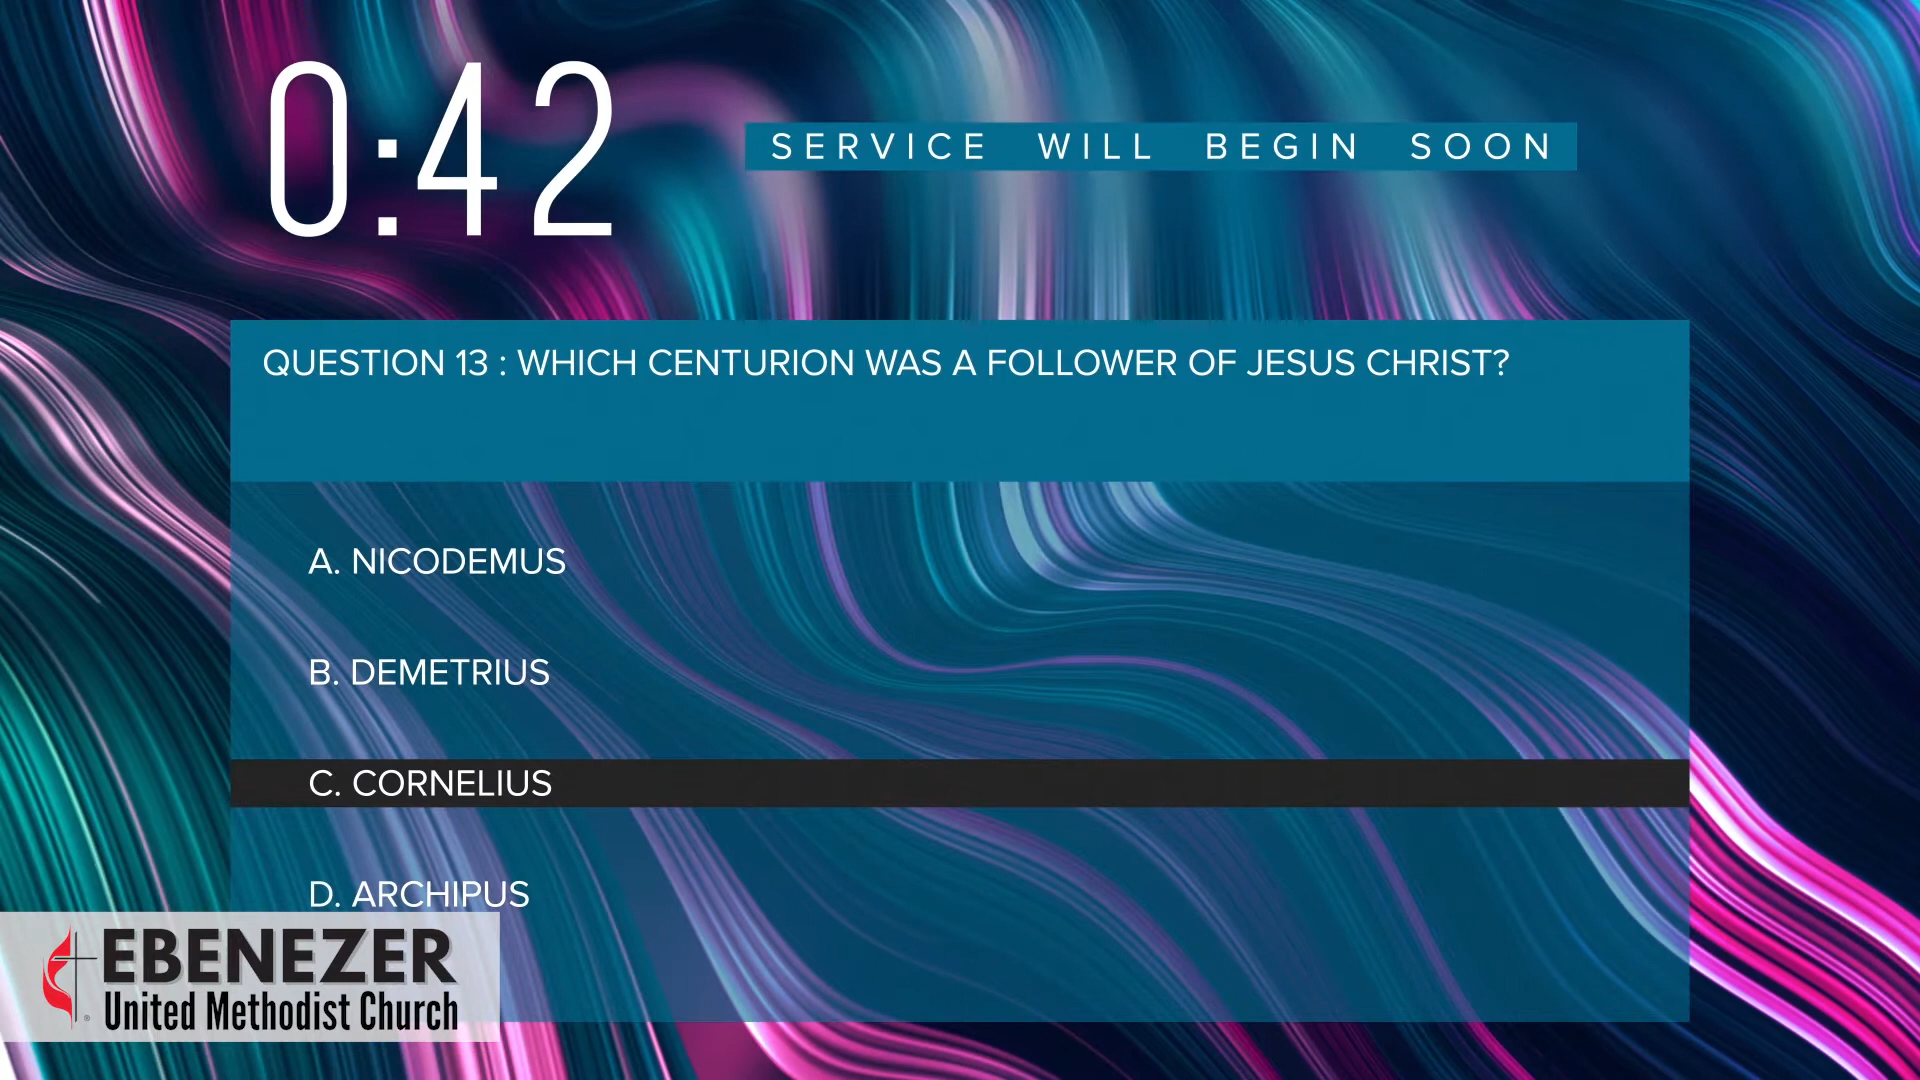 0:42
SERVICE WILL BEGIN SOON
QUESTION 13 : WHICH CENTURION WAS A FOLLOWER OF JESUS CHRIST?
A. NICODEMUS
B. DEMETRIUS
C. CORNELIUS
D. ARCHIPUS
EBENEZER
United Methodist Church
®